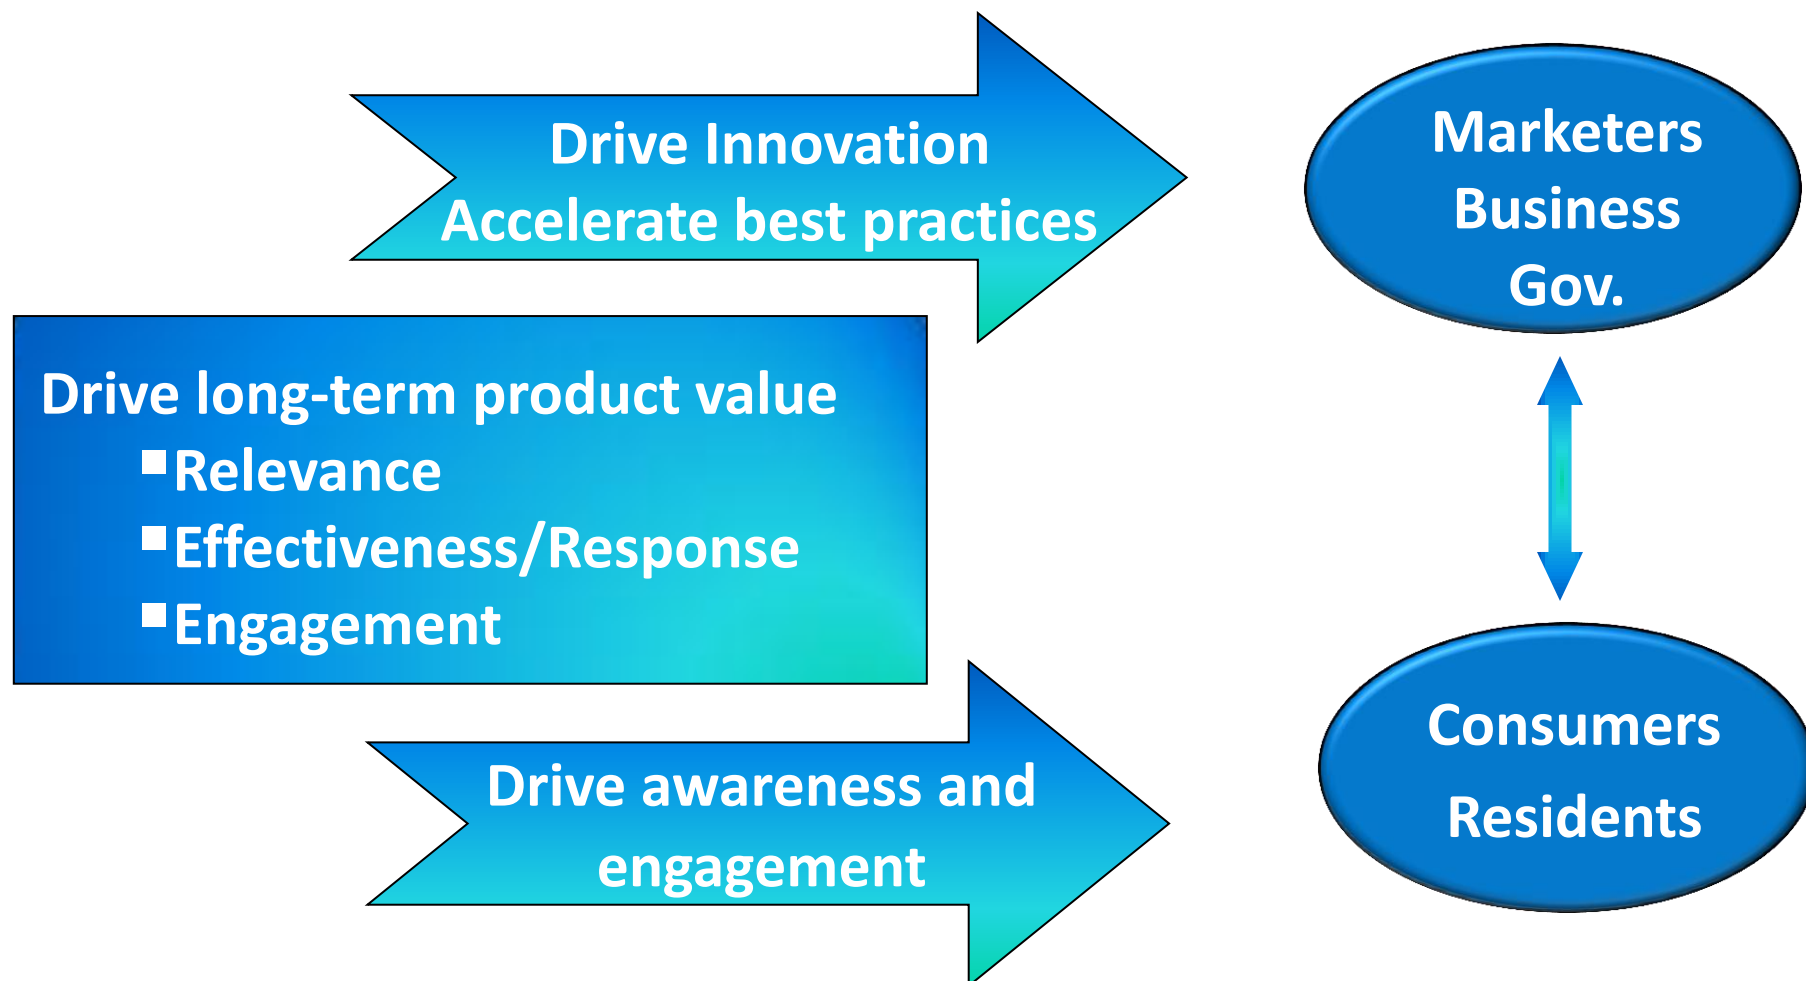 Drive Innovation
Accelerate best practices
Marketers
Business
Gov.
Drive long-term product value
▪Relevance
▪Effectiveness/Response
▪Engagement
Drive awareness and
engagement
Consumers
Residents